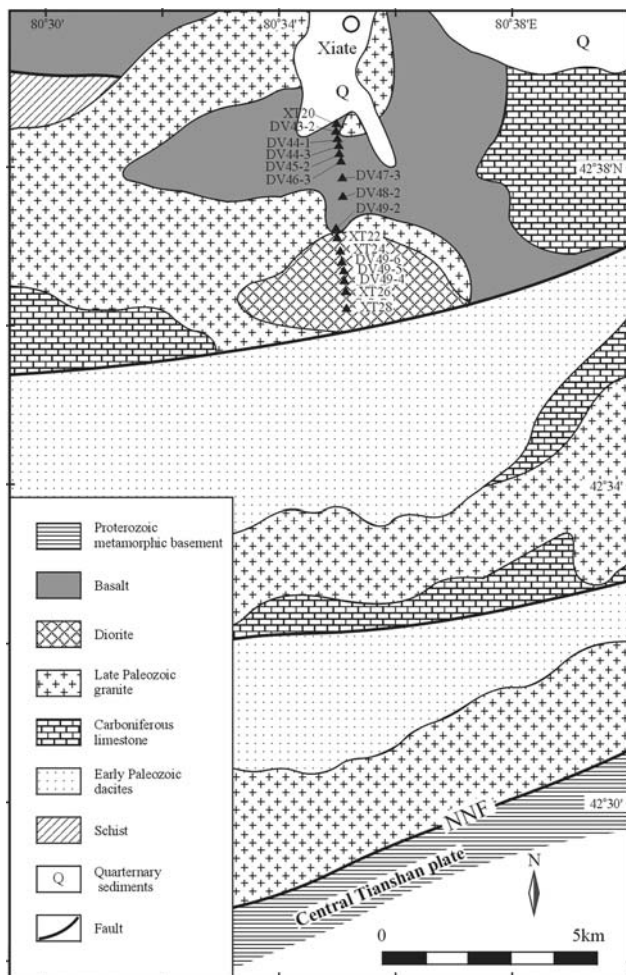 80°30'
80°34'
80°38'E
Xiate
Q
Q
XT20
DV43-2
DV44-1
DV44-3
DV45-2
DV46-3
DV47-3
DV48-2
DV49-2
XT22
XT24
DV49-6
DV49-5
DV49-4
XT26
XT28
42°38'N
42°34'
42°30'
Proterozoic
metamorphic basement
Basalt
Diorite
Late Paleozoic
granite
Carboniferous
limestone
Early Paleozoic
dacites
Schist
Q
Quarternary
sediments
Fault
NNF
Central Tianshan plate
N
0
5km